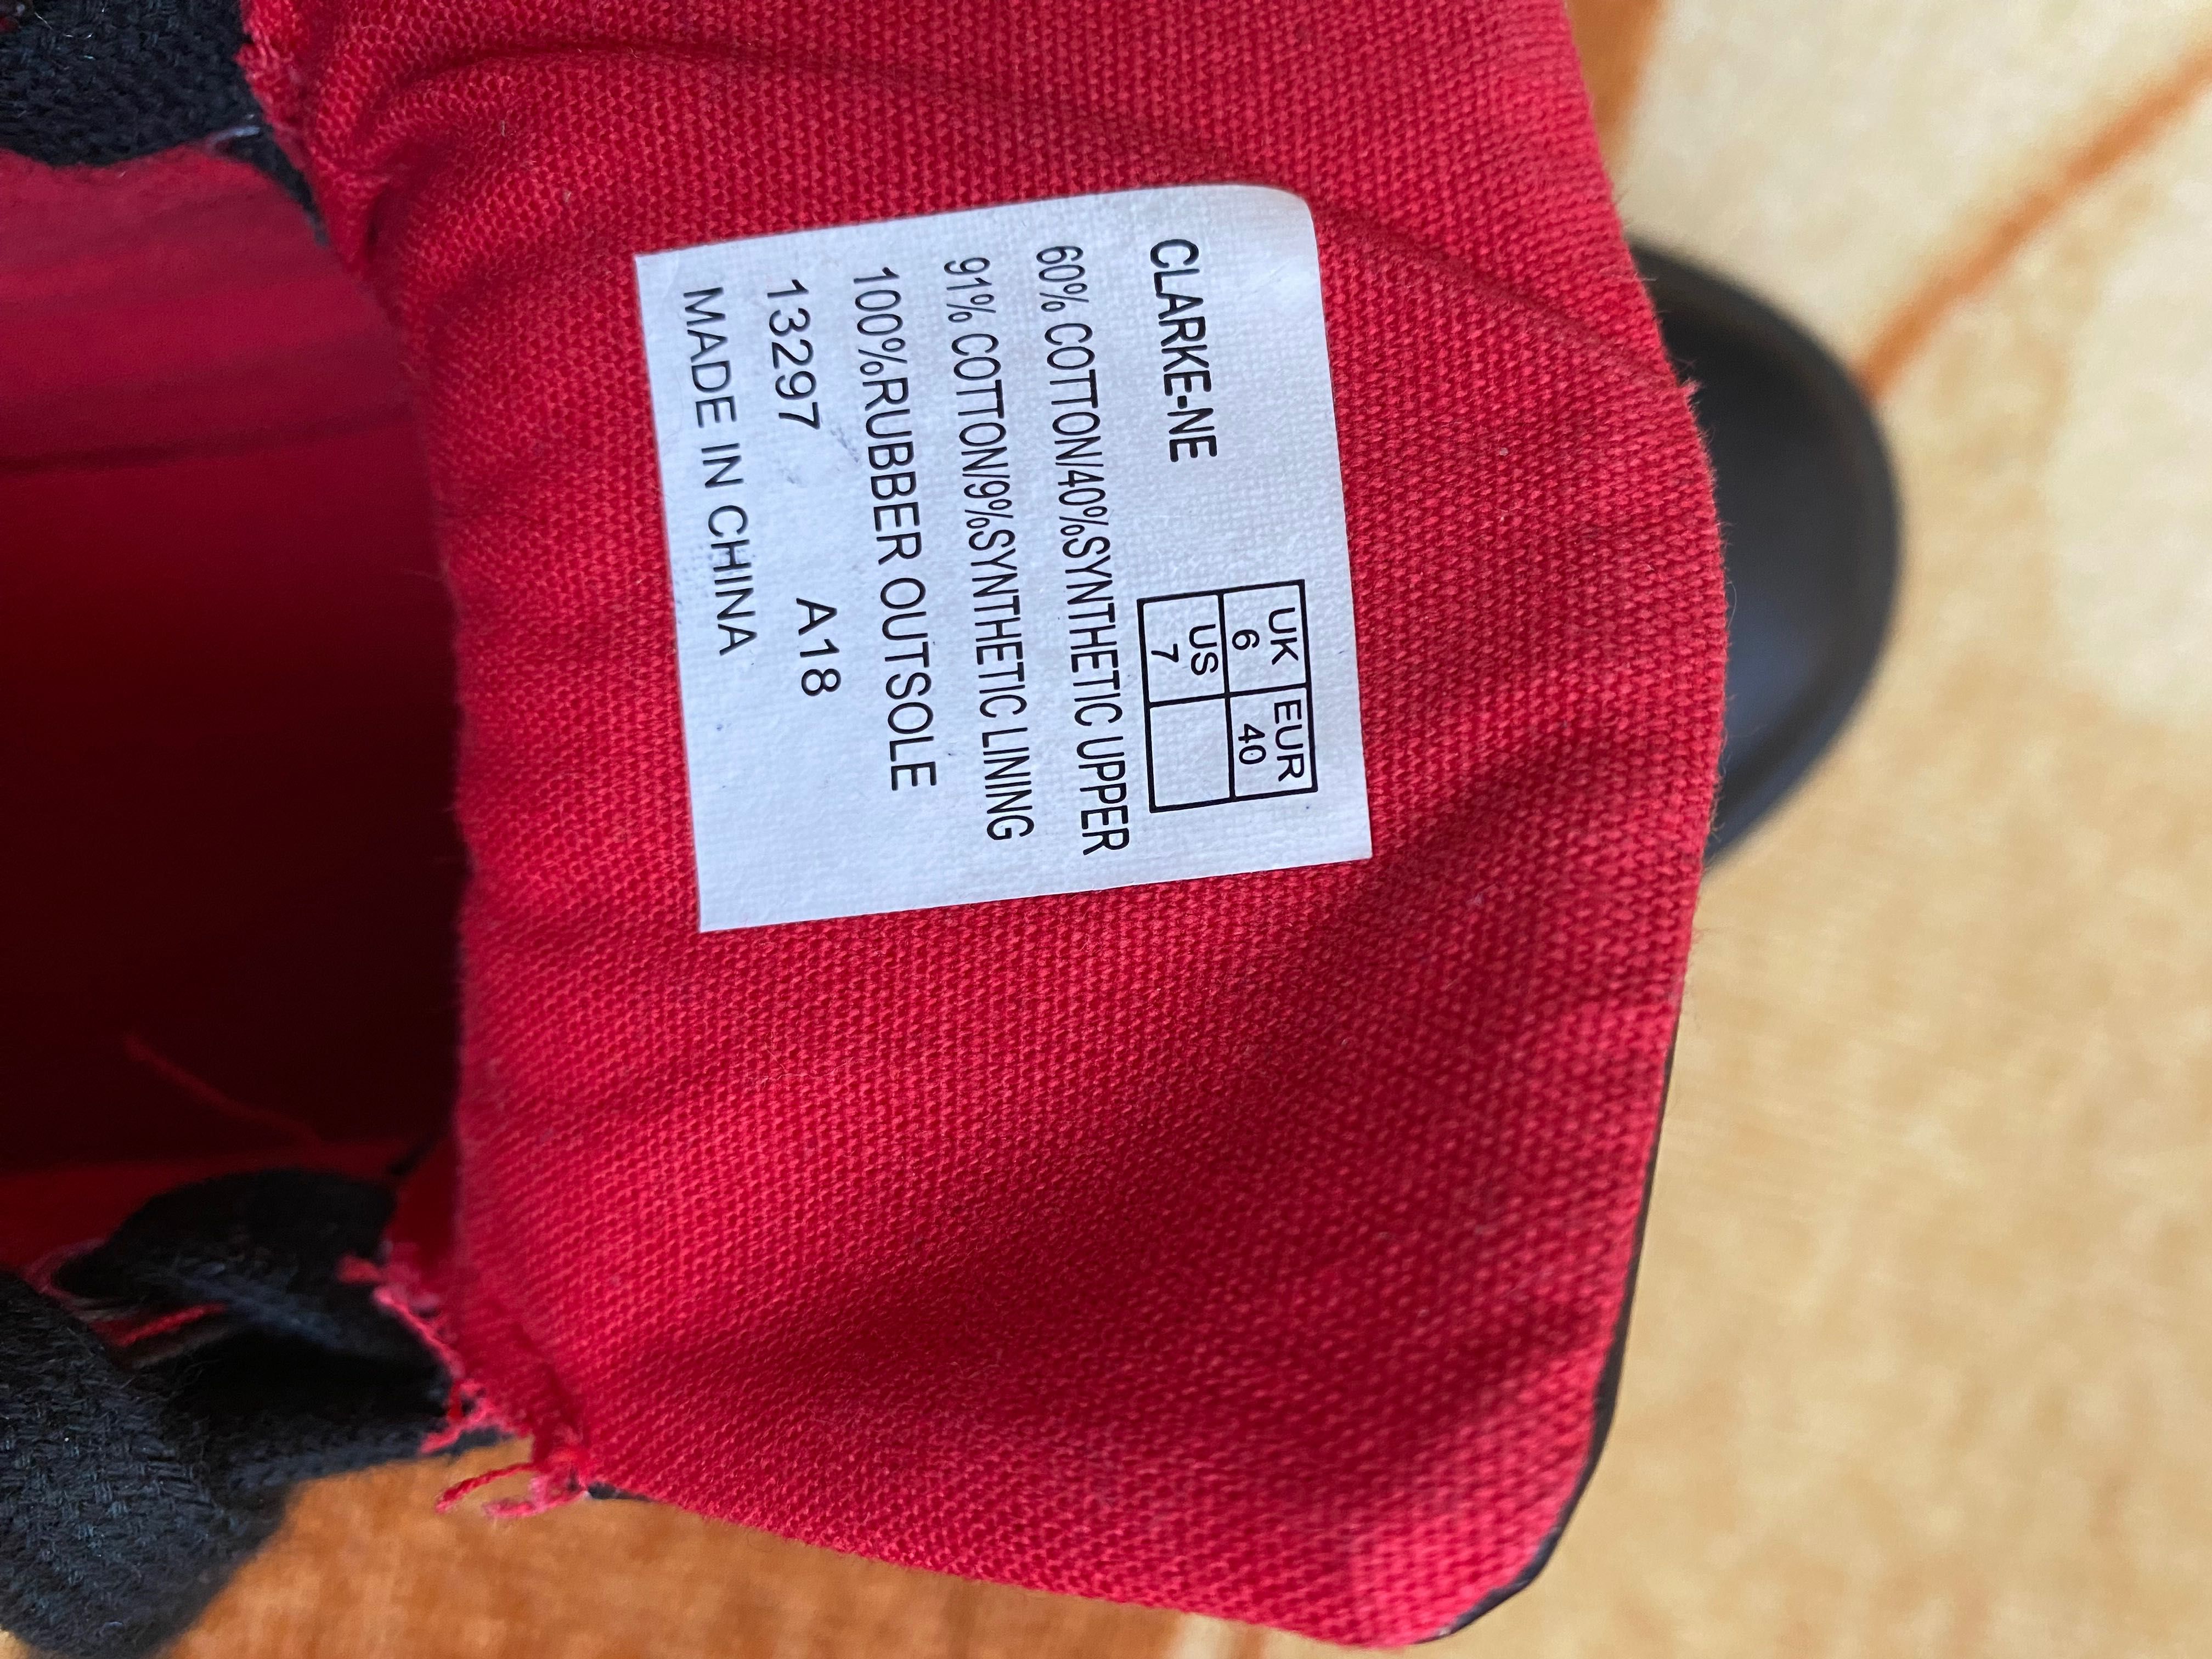 CLARKE-NE
UK EUR
6 40
US
7
60% COTTON/40%SYNTHETIC UPPER
91% COTTON/9%SYNTHETIC LINING
100%RUBBER OUTSOLE
13297 A18
MADE IN CHINA